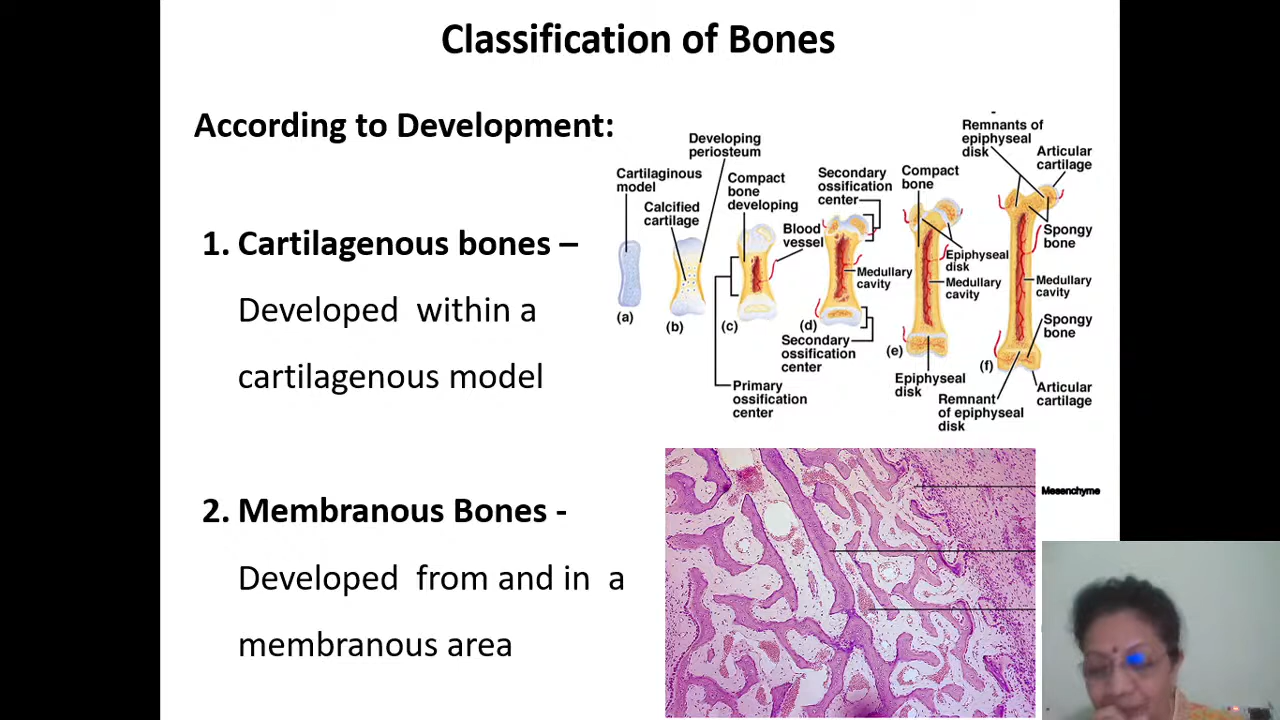 Classification of Bones
According to Development:
1. Cartilagenous bones –
Developed within a
cartilagenous model
2. Membranous Bones -
Developed from and in a
membranous area
Cartilaginous
model
Calcified
cartilage
Developing
periosteum
Compact
bone
developing
Blood
vessel
Secondary
ossification
center
Medullary
cavity
Secondary
ossification
center
Primary
ossification
center
Compact
bone
Epiphyseal
disk
Medullary
cavity
Epiphyseal
disk
Remnants of
epiphyseal
disk
Articular
cartilage
Spongy
bone
Medullary
cavity
Spongy
bone
Articular
cartilage
Remnant
of epiphyseal
disk
(a)
(b)
(c)
(d)
(e)
(f)
Mesenchyme